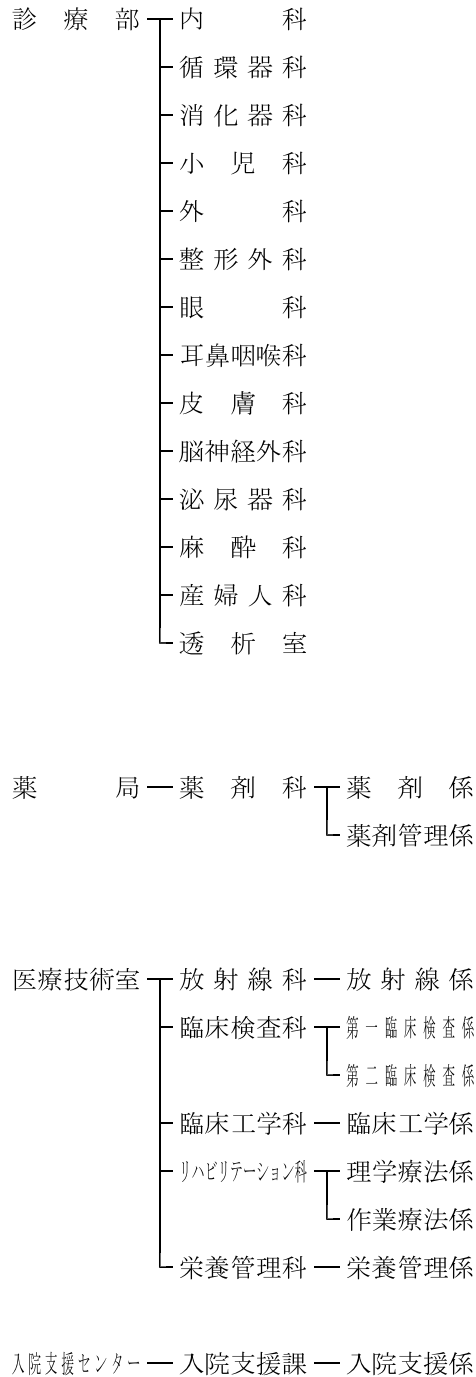 診療部 内科
循環器科
消化器科
小児科
外科
整形外科
眼科
耳鼻咽喉科
皮膚科
脳神経外科
泌尿器科
麻酔科
産婦人科
透析室
薬局 薬剤科 薬剤係
薬剤管理係
医療技術室 放射線科 放射線係
臨床検査科 第一臨床検査係
第二臨床検査係
臨床工学科 臨床工学係
リハビリテーション科 理学療法係
作業療法係
栄養管理科 栄養管理係
入院支援センター 入院支援課 入院支援係